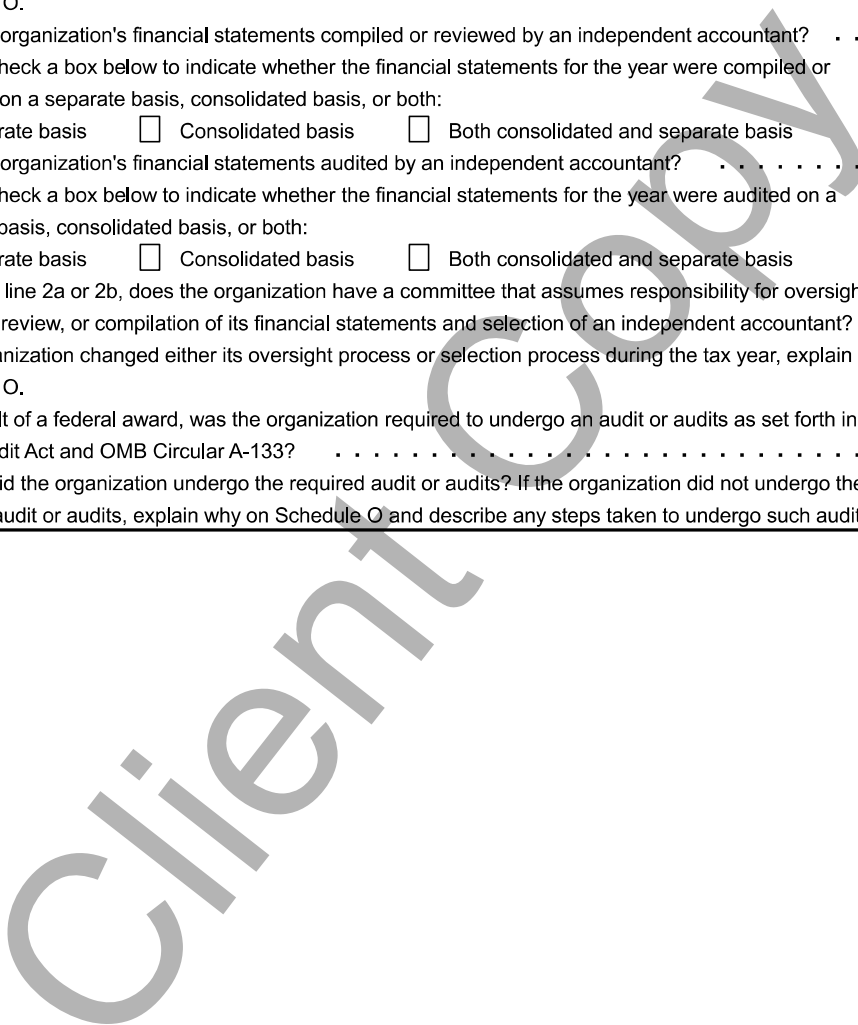 O.
organization's financial statements compiled or reviewed by an independent accountant? . .
heck a box below to indicate whether the financial statements for the year were compiled or
on a separate basis, consolidated basis, or both:
rate basis Consolidated basis Both consolidated and separate basis
organization's financial statements audited by an independent accountant? . . . . . . . .
heck a box below to indicate whether the financial statements for the year were audited on a
basis, consolidated basis, or both:
rate basis Consolidated basis Both consolidated and separate basis
line 2a or 2b, does the organization have a committee that assumes responsibility for oversigh
review, or compilation of its financial statements and selection of an independent accountant?
anization changed either its oversight process or selection process during the tax year, explain
O.
lt of a federal award, was the organization required to undergo an audit or audits as set forth in
dit Act and OMB Circular A-133? . . . . . . . . . . . . . . . . . . . . . . . . . . . .
id the organization undergo the required audit or audits? If the organization did not undergo the
audit or audits, explain why on Schedule O and describe any steps taken to undergo such audit
Client Copy